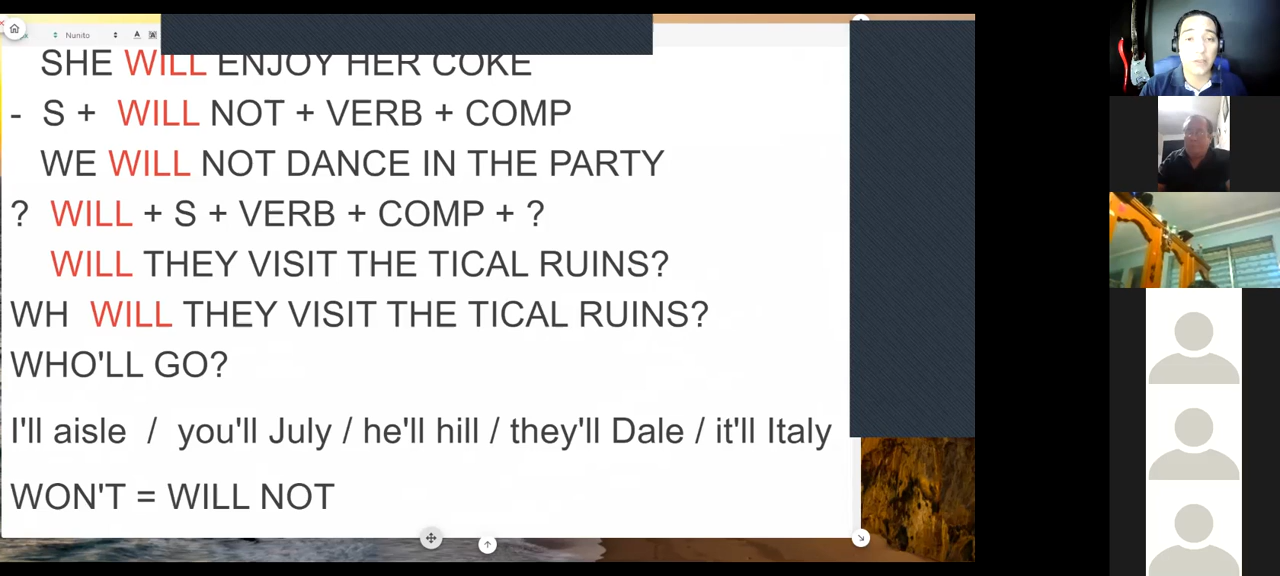 Nunito A A
SHE WILL ENJOY HER COKE
- S + WILL NOT + VERB + COMP
WE WILL NOT DANCE IN THE PARTY
? WILL + S + VERB + COMP + ?
WILL THEY VISIT THE TICAL RUINS?
WH WILL THEY VISIT THE TICAL RUINS?
WHO'LL GO?
I'll aisle / you'll July / he'll hill / they'll Dale / it'll Italy
WON'T = WILL NOT